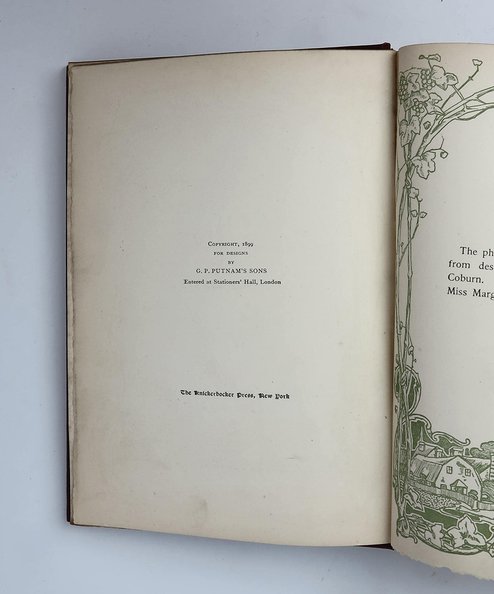 Copyright, 1899
FOR DESIGNS
BY
G. P. PUTNAM'S SONS
Entered at Stationers' Hall, London
The Knickerbocker Press, New York
The ph
from des
Coburn.
Miss Marg